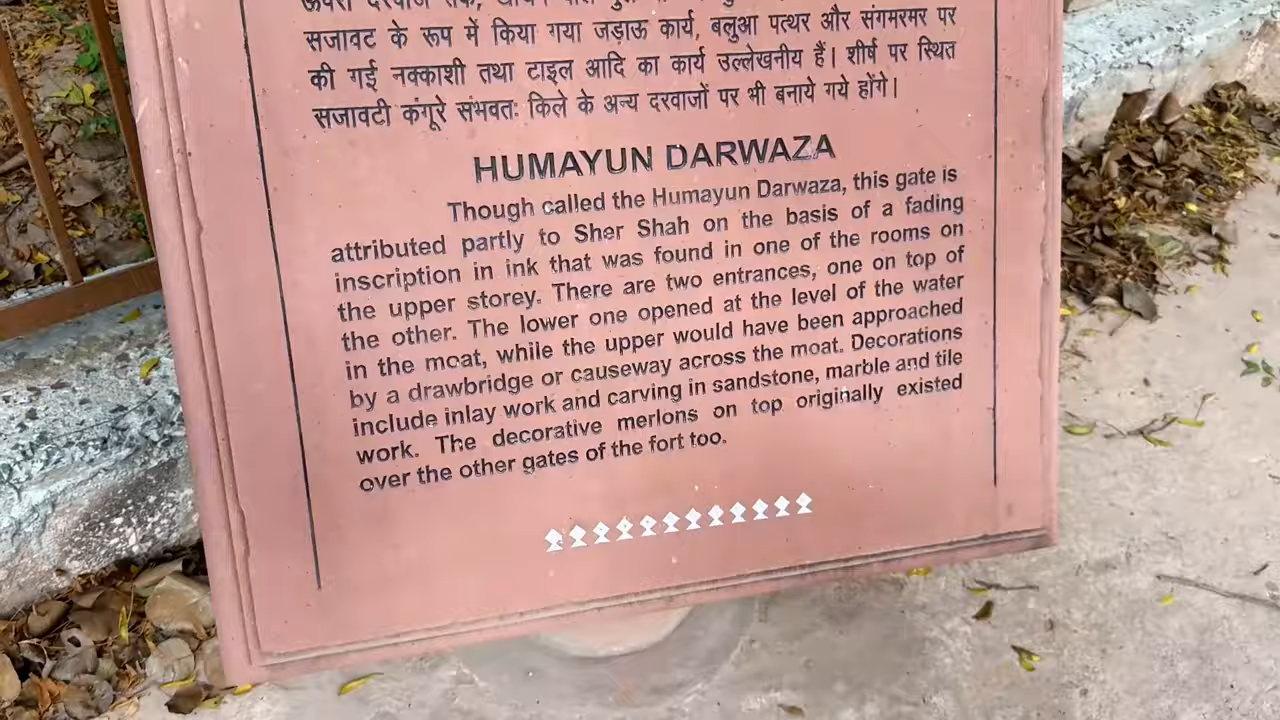 सजावट के रूप में किया गया जड़ाऊ कार्य, बलुआ पत्थर और संगमरमर पर
की गई नक्काशी तथा टाइल आदि का कार्य उल्लेखनीय हैं। शीर्ष पर स्थित
सजावटी कंगूरे संभवतः किले के अन्य दरवाजों पर भी बनाये गये होंगे।
HUMAYUN DARWAZA
Though called the Humayun Darwaza, this gate is
attributed partly to Sher Shah on the basis of a fading
inscription in ink that was found in one of the rooms on
the upper storey. There are two entrances, one on top of
the other. The lower one opened at the level of the water
in the moat, while the upper would have been approached
by a drawbridge or causeway across the moat. Decorations
include inlay work and carving in sandstone, marble and tile
work. The decorative merlons on top originally existed
over the other gates of the fort too.